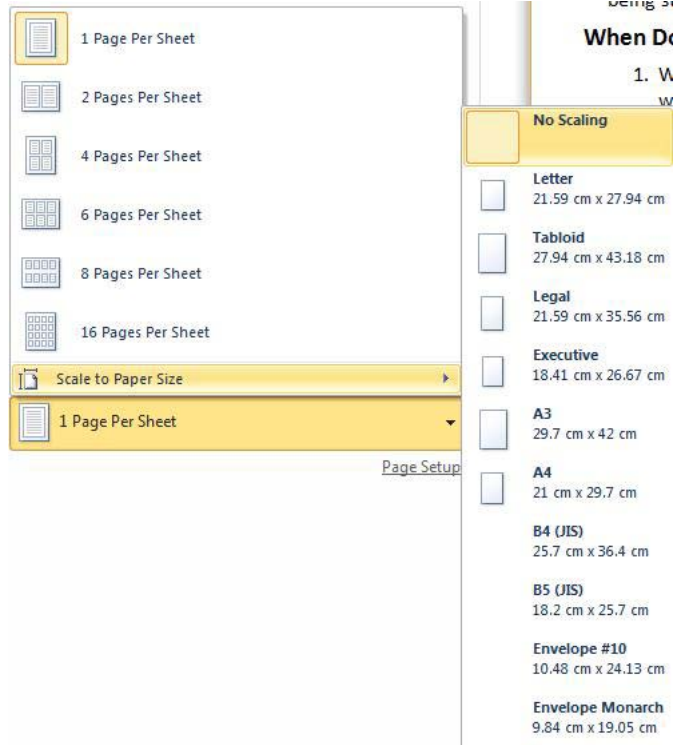 1 Page Per Sheet
2 Pages Per Sheet
4 Pages Per Sheet
6 Pages Per Sheet
8 Pages Per Sheet
16 Pages Per Sheet
Scale to Paper Size
1 Page Per Sheet
Page Setup
being
When Do
1. W
w
No Scaling
Letter
21.59 cm x 27.94 cm
Tabloid
27.94 cm x 43.18 cm
Legal
21.59 cm x 35.56 cm
Executive
18.41 cm x 26.67 cm
A3
29.7 cm x 42 cm
A4
21 cm x 29.7 cm
B4 (JIS)
25.7 cm x 36.4 cm
B5 (JIS)
18.2 cm x 25.7 cm
Envelope #10
10.48 cm x 24.13 cm
Envelope Monarch
9.84 cm x 19.05 cm